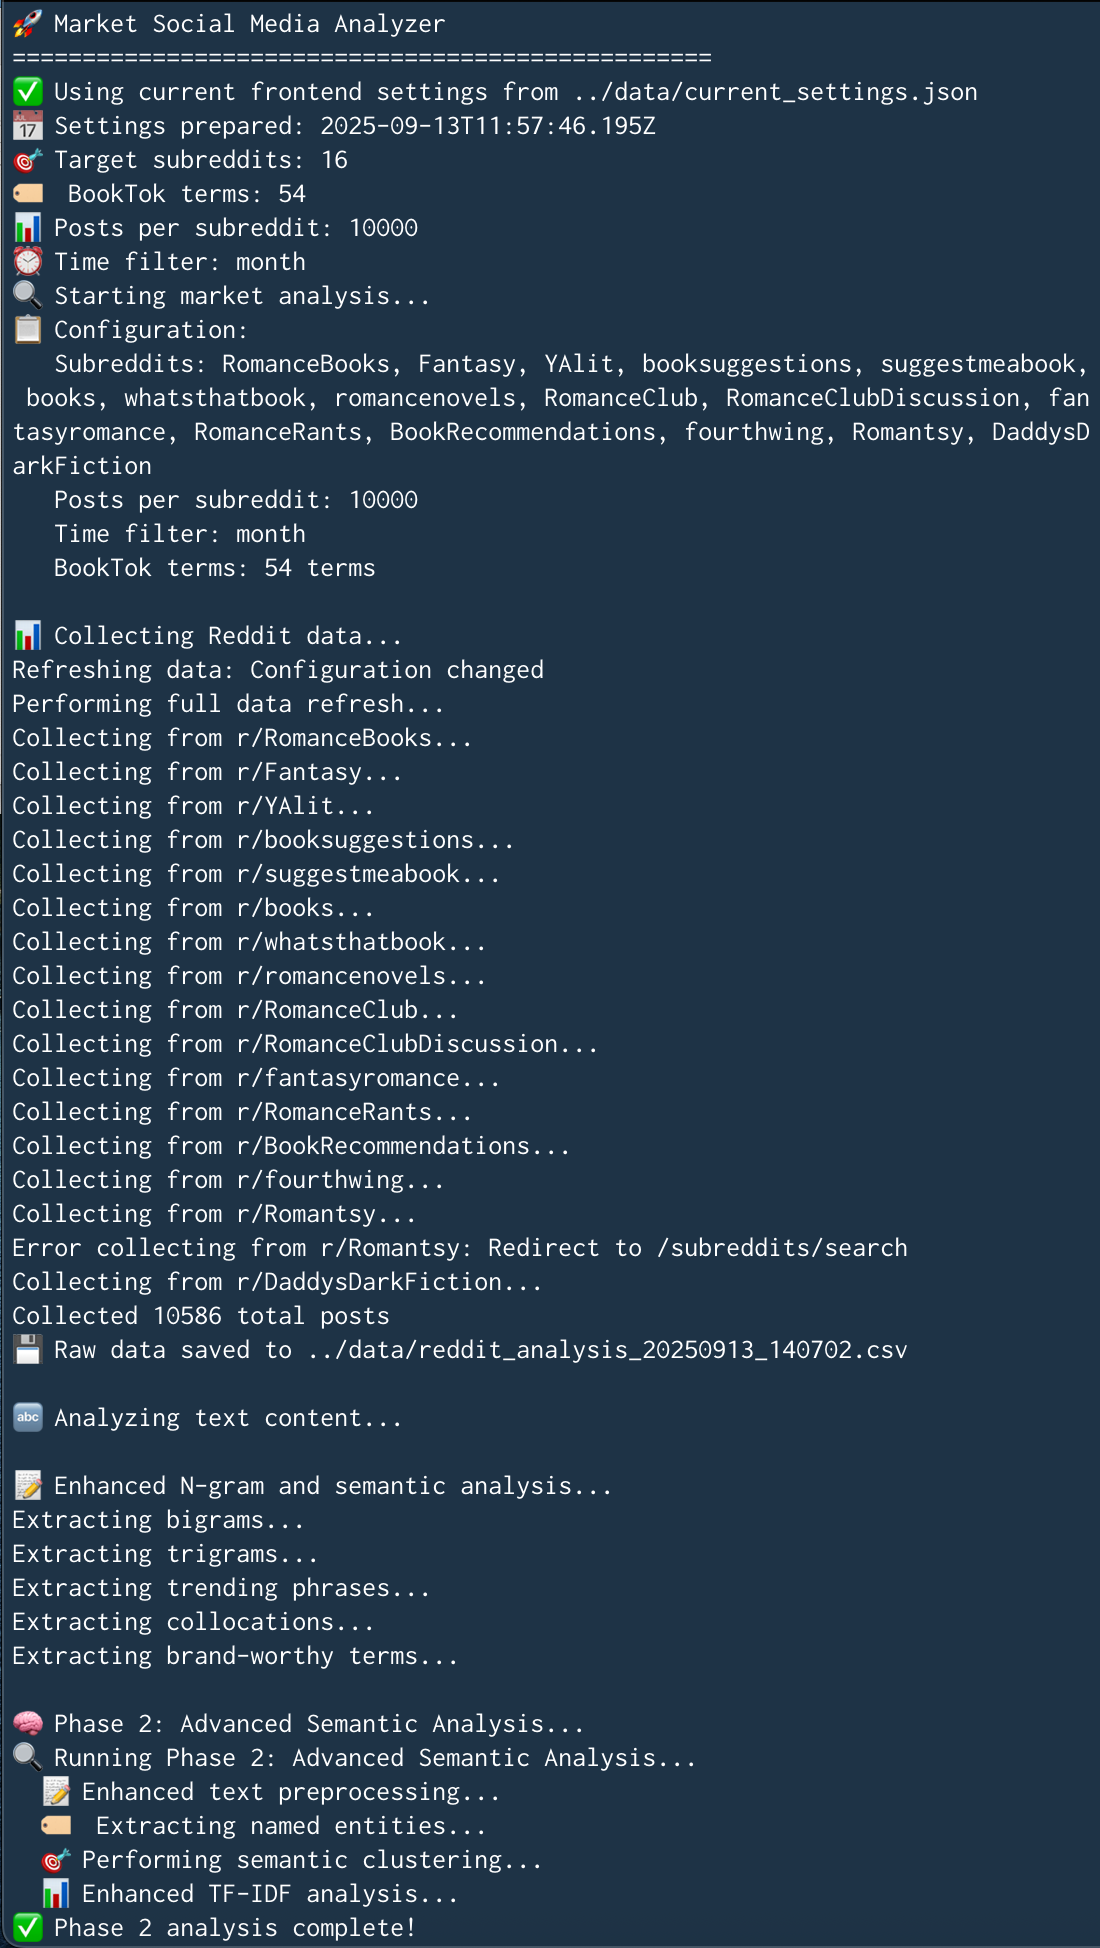 🚀 Market Social Media Analyzer
==================================================
✅ Using current frontend settings from ../data/current_settings.json
📅 Settings prepared: 2025-09-13T11:57:46.195Z
🎯 Target subreddits: 16
🏷️ BookTok terms: 54
📊 Posts per subreddit: 10000
⏰ Time filter: month
🔍 Starting market analysis...
📋 Configuration:
Subreddits: RomanceBooks, Fantasy, YAlit, booksuggestions, suggestmeabook,
books, whatsthatbook, romancenovels, RomanceClub, RomanceClubDiscussion, fan
tasyromance, RomanceRants, BookRecommendations, fourthwing, Romantsy, DaddysD
arkFiction
Posts per subreddit: 10000
Time filter: month
BookTok terms: 54 terms
📊 Collecting Reddit data...
Refreshing data: Configuration changed
Performing full data refresh...
Collecting from r/RomanceBooks...
Collecting from r/Fantasy...
Collecting from r/YAlit...
Collecting from r/booksuggestions...
Collecting from r/suggestmeabook...
Collecting from r/books...
Collecting from r/whatsthatbook...
Collecting from r/romancenovels...
Collecting from r/RomanceClub...
Collecting from r/RomanceClubDiscussion...
Collecting from r/fantasyromance...
Collecting from r/RomanceRants...
Collecting from r/BookRecommendations...
Collecting from r/fourthwing...
Collecting from r/Romantsy...
Error collecting from r/Romantsy: Redirect to /subreddits/search
Collecting from r/DaddysDarkFiction...
Collected 10586 total posts
💾 Raw data saved to ../data/reddit_analysis_20250913_140702.csv
🔤 Analyzing text content...
📝 Enhanced N-gram and semantic analysis...
Extracting bigrams...
Extracting trigrams...
Extracting trending phrases...
Extracting collocations...
Extracting brand-worthy terms...
🧠 Phase 2: Advanced Semantic Analysis...
🔍 Running Phase 2: Advanced Semantic Analysis...
📝 Enhanced text preprocessing...
🏷️ Extracting named entities...
🎯 Performing semantic clustering...
📊 Enhanced TF-IDF analysis...
✅ Phase 2 analysis complete!